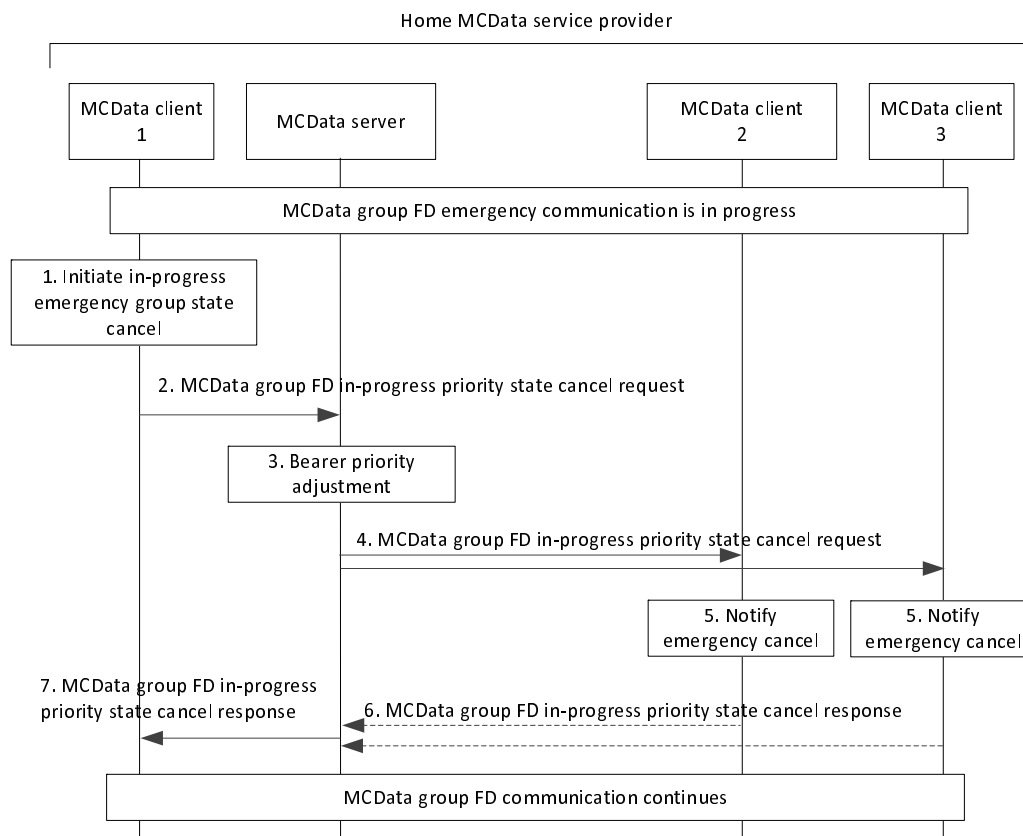 Home MCData service provider
MCData client
1
MCData server
MCData client
2
MCData client
3
MCData group FD emergency communication is in progress
1. Initiate in-progress
emergency group state
cancel
2. MCData group FD in-progress priority state cancel request
3. Bearer priority
adjustment
4. MCData group FD in-progress priority state cancel request
5. Notify
emergency cancel
5. Notify
emergency cancel
7. MCData group FD in-progress
priority state cancel response
6. MCData group FD in-progress priority state cancel response
MCData group FD communication continues